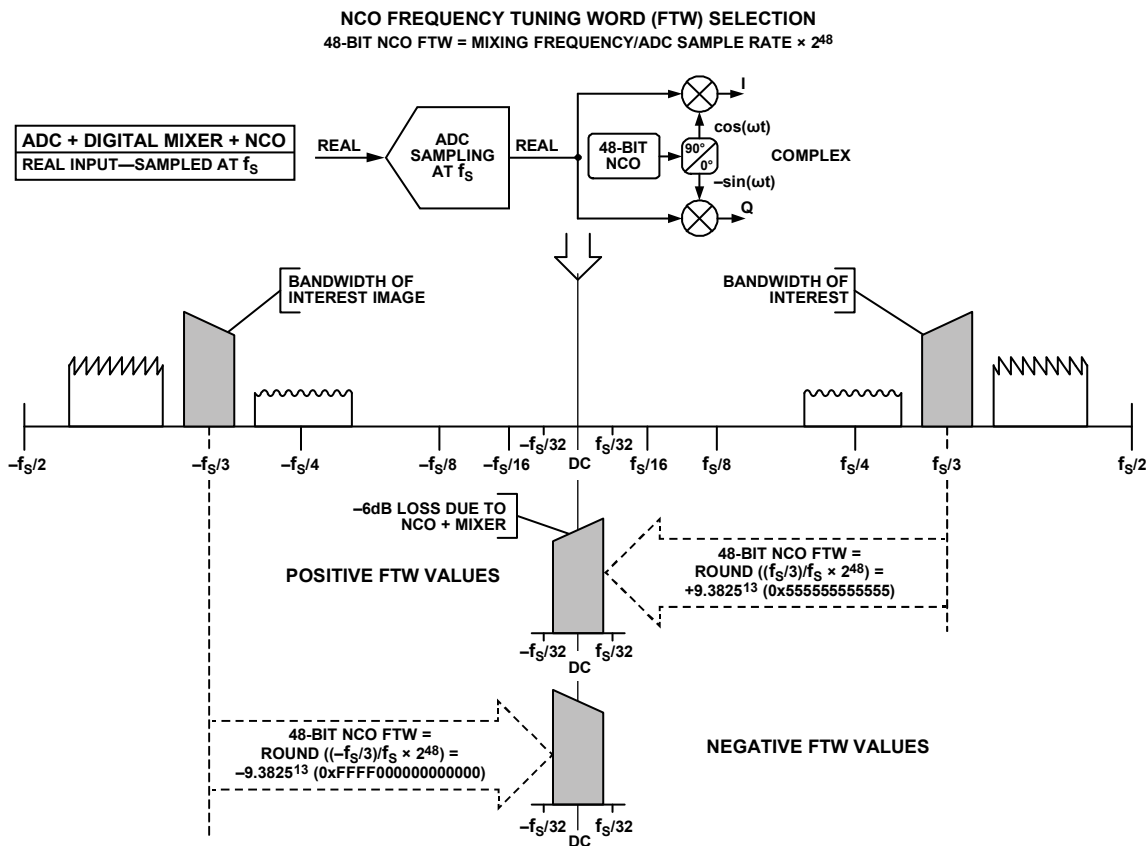 NCO FREQUENCY TUNING WORD (FTW) SELECTION
48-BIT NCO FTW = MIXING FREQUENCY/ADC SAMPLE RATE × 2⁴⁸
ADC + DIGITAL MIXER + NCO
REAL INPUT—SAMPLED AT fS
REAL
ADC
SAMPLING
AT fS
REAL
48-BIT
NCO
90°
0°
I
cos(ωt)
COMPLEX
–sin(ωt)
Q
BANDWIDTH OF
INTEREST IMAGE
BANDWIDTH OF
INTEREST
–fS/2
–fS/3
–fS/4
–fS/8
–fS/16
–fS/32
DC
fS/32
fS/16
fS/8
fS/4
fS/3
fS/2
–6dB LOSS DUE TO
NCO + MIXER
POSITIVE FTW VALUES
48-BIT NCO FTW =
ROUND ((fS/3)/fS × 2⁴⁸) =
+9.3825¹³ (0x555555555555)
–fS/32
DC
fS/32
48-BIT NCO FTW =
ROUND ((–fS/3)/fS × 2⁴⁸) =
–9.3825¹³ (0xFFFF000000000000)
NEGATIVE FTW VALUES
–fS/32
DC
fS/32